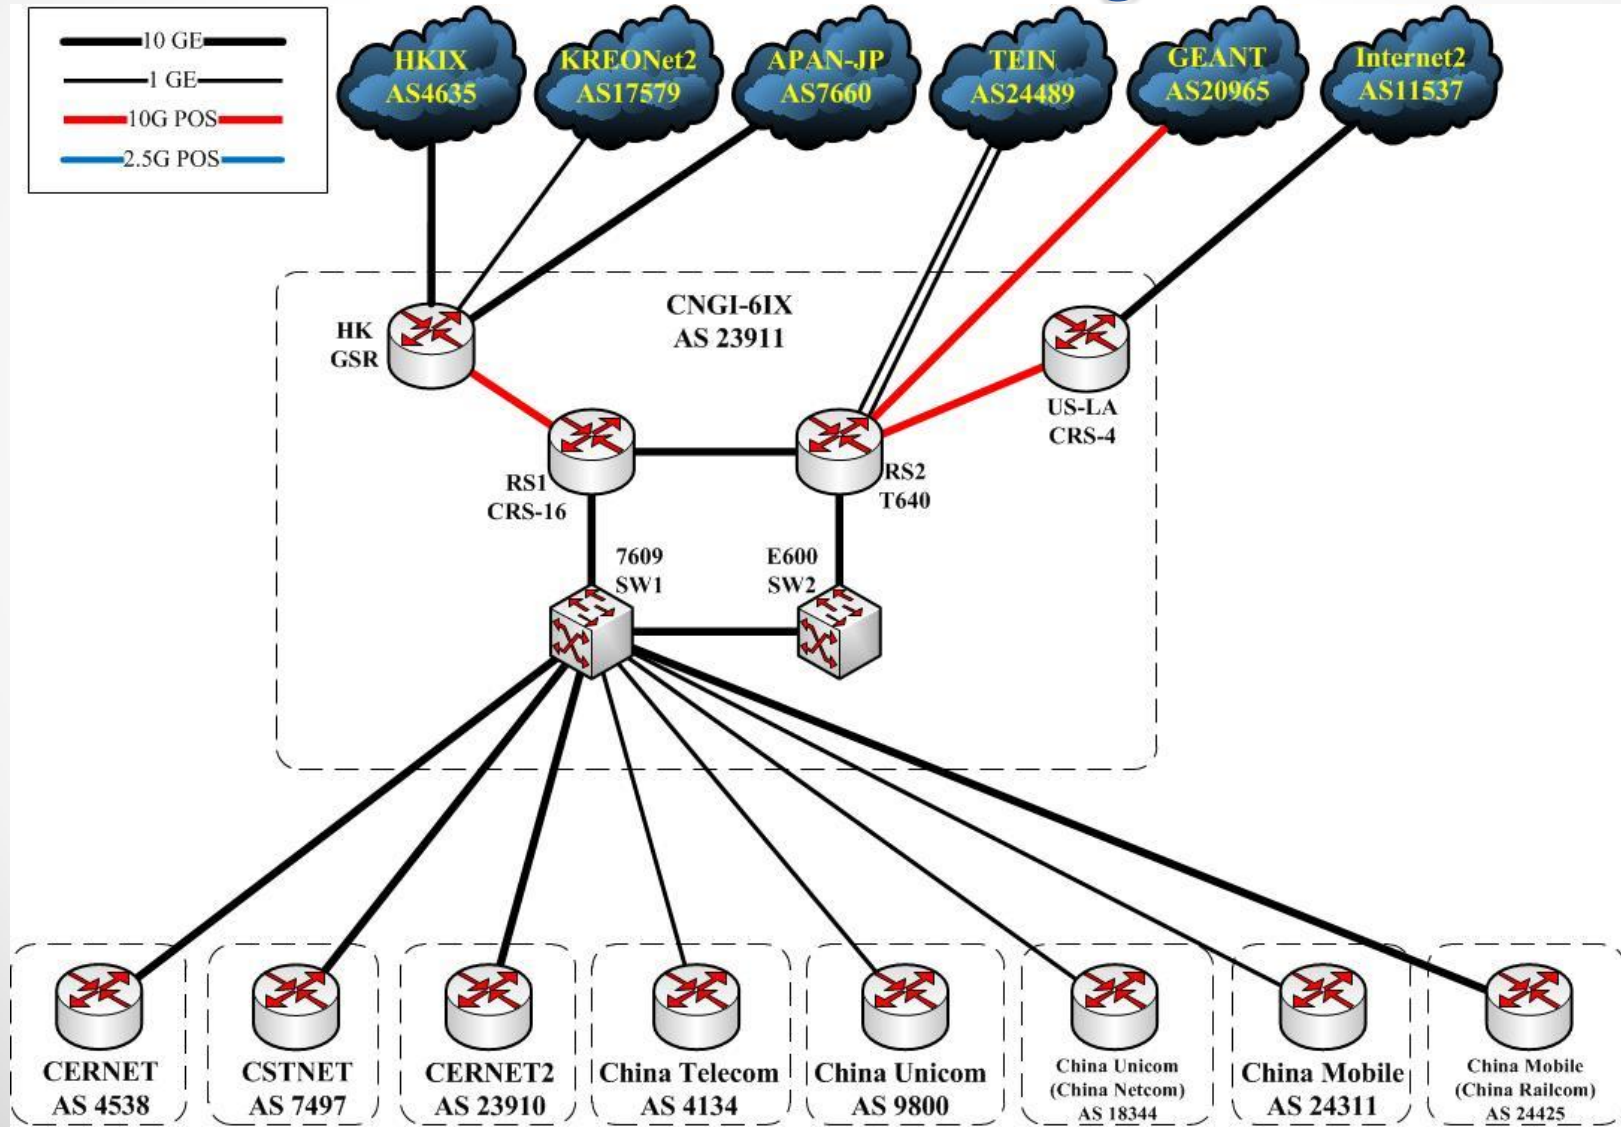 10 GE
1 GE
10G POS
2.5G POS
HKIX
AS4635
KREONet2
AS17579
APAN-JP
AS7660
TEIN
AS24489
GEANT
AS20965
Internet2
AS11537
CNGI-6IX
AS 23911
HK
GSR
US-LA
CRS-4
RS1
CRS-16
RS2
T640
7609
SW1
E600
SW2
CERNET
AS 4538
CSTNET
AS 7497
CERNET2
AS 23910
China Telecom
AS 4134
China Unicom
AS 9800
China Unicom
(China Netcom)
AS 18344
China Mobile
AS 24311
China Mobile
(China Railcom)
AS 24425